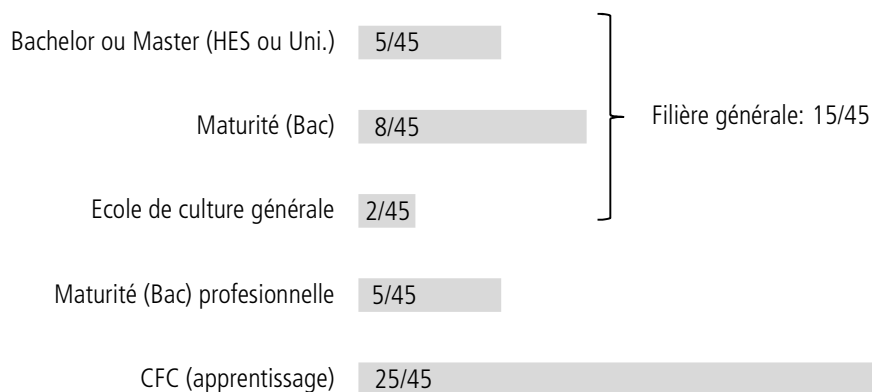 Bachelor ou Master (HES ou Uni.) 5/45
Maturité (Bac) 8/45
Filière générale: 15/45
Ecole de culture générale 2/45
Maturité (Bac) profesionnelle 5/45
CFC (apprentissage) 25/45